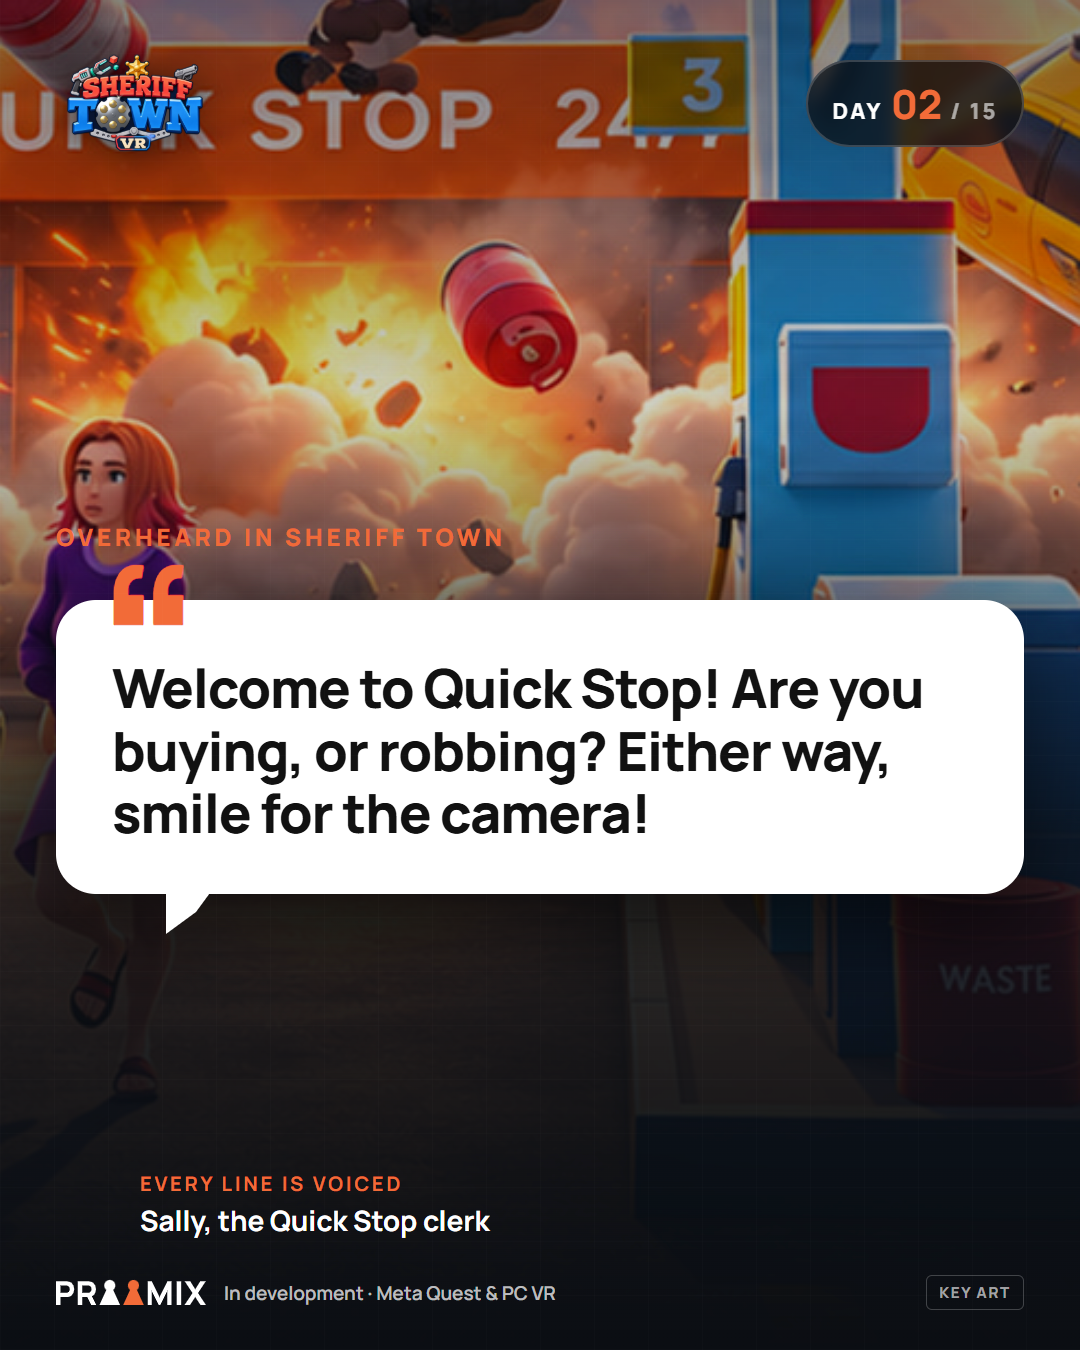 SHERIFF
TOWN
VR
STOP 24/7
3
DAY 02 / 15
OVERHEARD IN SHERIFF TOWN
“
Welcome to Quick Stop! Are you
buying, or robbing? Either way,
smile for the camera!
WASTE
EVERY LINE IS VOICED
Sally, the Quick Stop clerk
PRAMIX In development · Meta Quest & PC VR
KEY ART